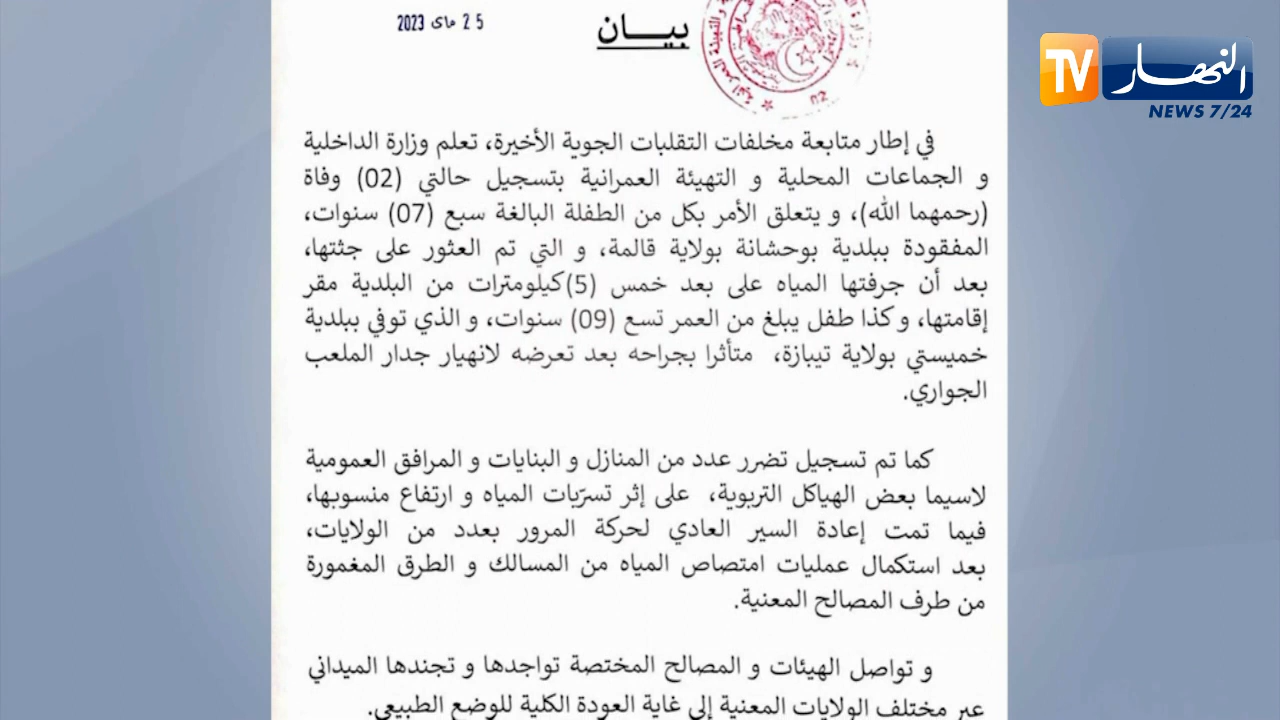 25 ماي 2023
بيـــان
02
النهار TV
NEWS 7/24
في إطار متابعة مخلفات التقلبات الجوية الأخيرة، تعلم وزارة الداخلية
و الجماعات المحلية و التهيئة العمرانية بتسجيل حالتي (02) وفاة
(رحمهما الله)، و يتعلق الأمر بكل من الطفلة البالغة سبع (07) سنوات،
المفقودة ببلدية بوحشانة بولاية قالمة، و التي تم العثور على جثتها،
بعد أن جرفتها المياه على بعد خمس (5)كيلومترات من البلدية مقر
إقامتها، و كذا طفل يبلغ من العمر تسع (09) سنوات، و الذي توفي ببلدية
خميستي بولاية تيبازة، متأثرا بجراحه بعد تعرضه لانهيار جدار الملعب
الجواري.
كما تم تسجيل تضرر عدد من المنازل و البنايات و المرافق العمومية
لاسيما بعض الهياكل التربوية، على إثر تسرّبات المياه و ارتفاع منسوبها،
فيما تمت إعادة السير العادي لحركة المرور بعدد من الولايات،
بعد استكمال عمليات امتصاص المياه من المسالك و الطرق المغمورة
من طرف المصالح المعنية.
و تواصل الهيئات و المصالح المختصة تواجدها و تجندها الميداني
عبر مختلف الولايات المعنية إلى غاية العودة الكلية للوضع الطبيعي.